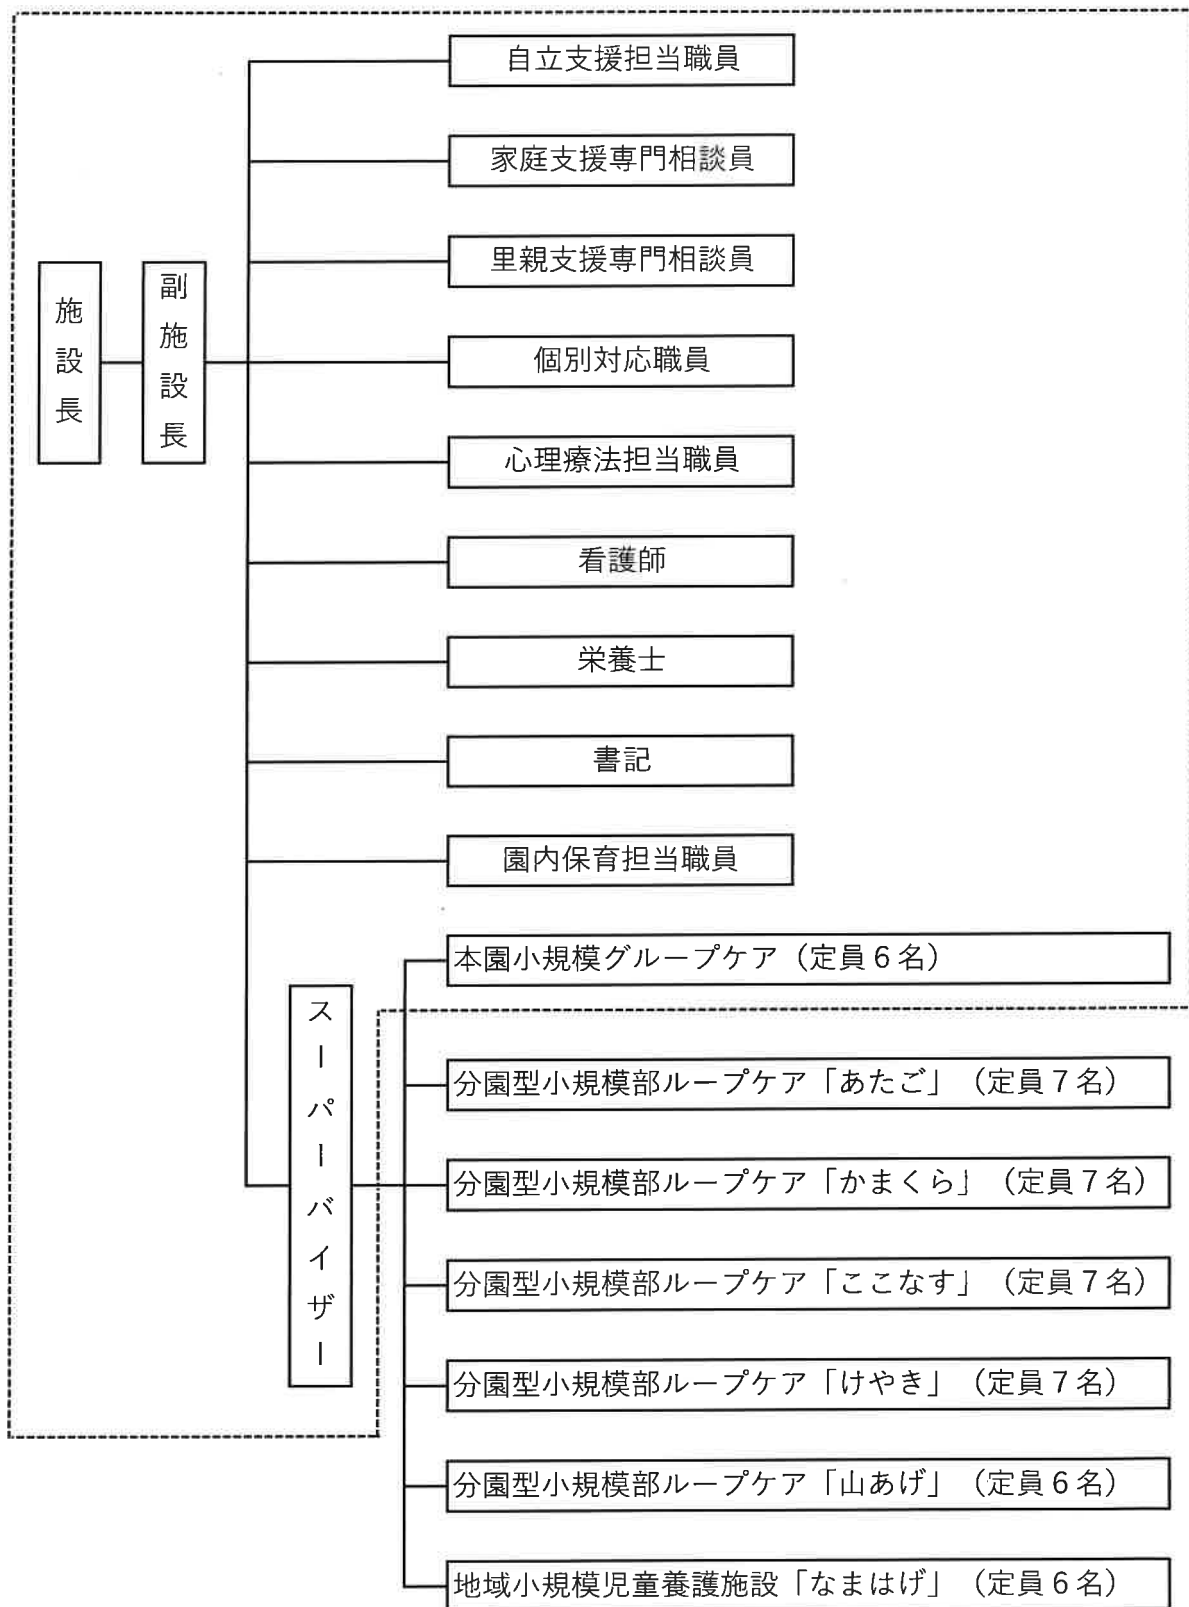 自立支援担当職員
家庭支援専門相談員
里親支援専門相談員
施設長
副施設長
個別対応職員
心理療法担当職員
看護師
栄養士
書記
園内保育担当職員
スーパーバイザー
本園小規模グループケア（定員６名）
分園型小規模部ループケア「あたご」（定員７名）
分園型小規模部ループケア「かまくら」（定員７名）
分園型小規模部ループケア「ここなす」（定員７名）
分園型小規模部ループケア「けやき」（定員７名）
分園型小規模部ループケア「山あげ」（定員６名）
地域小規模児童養護施設「なまはげ」（定員６名）